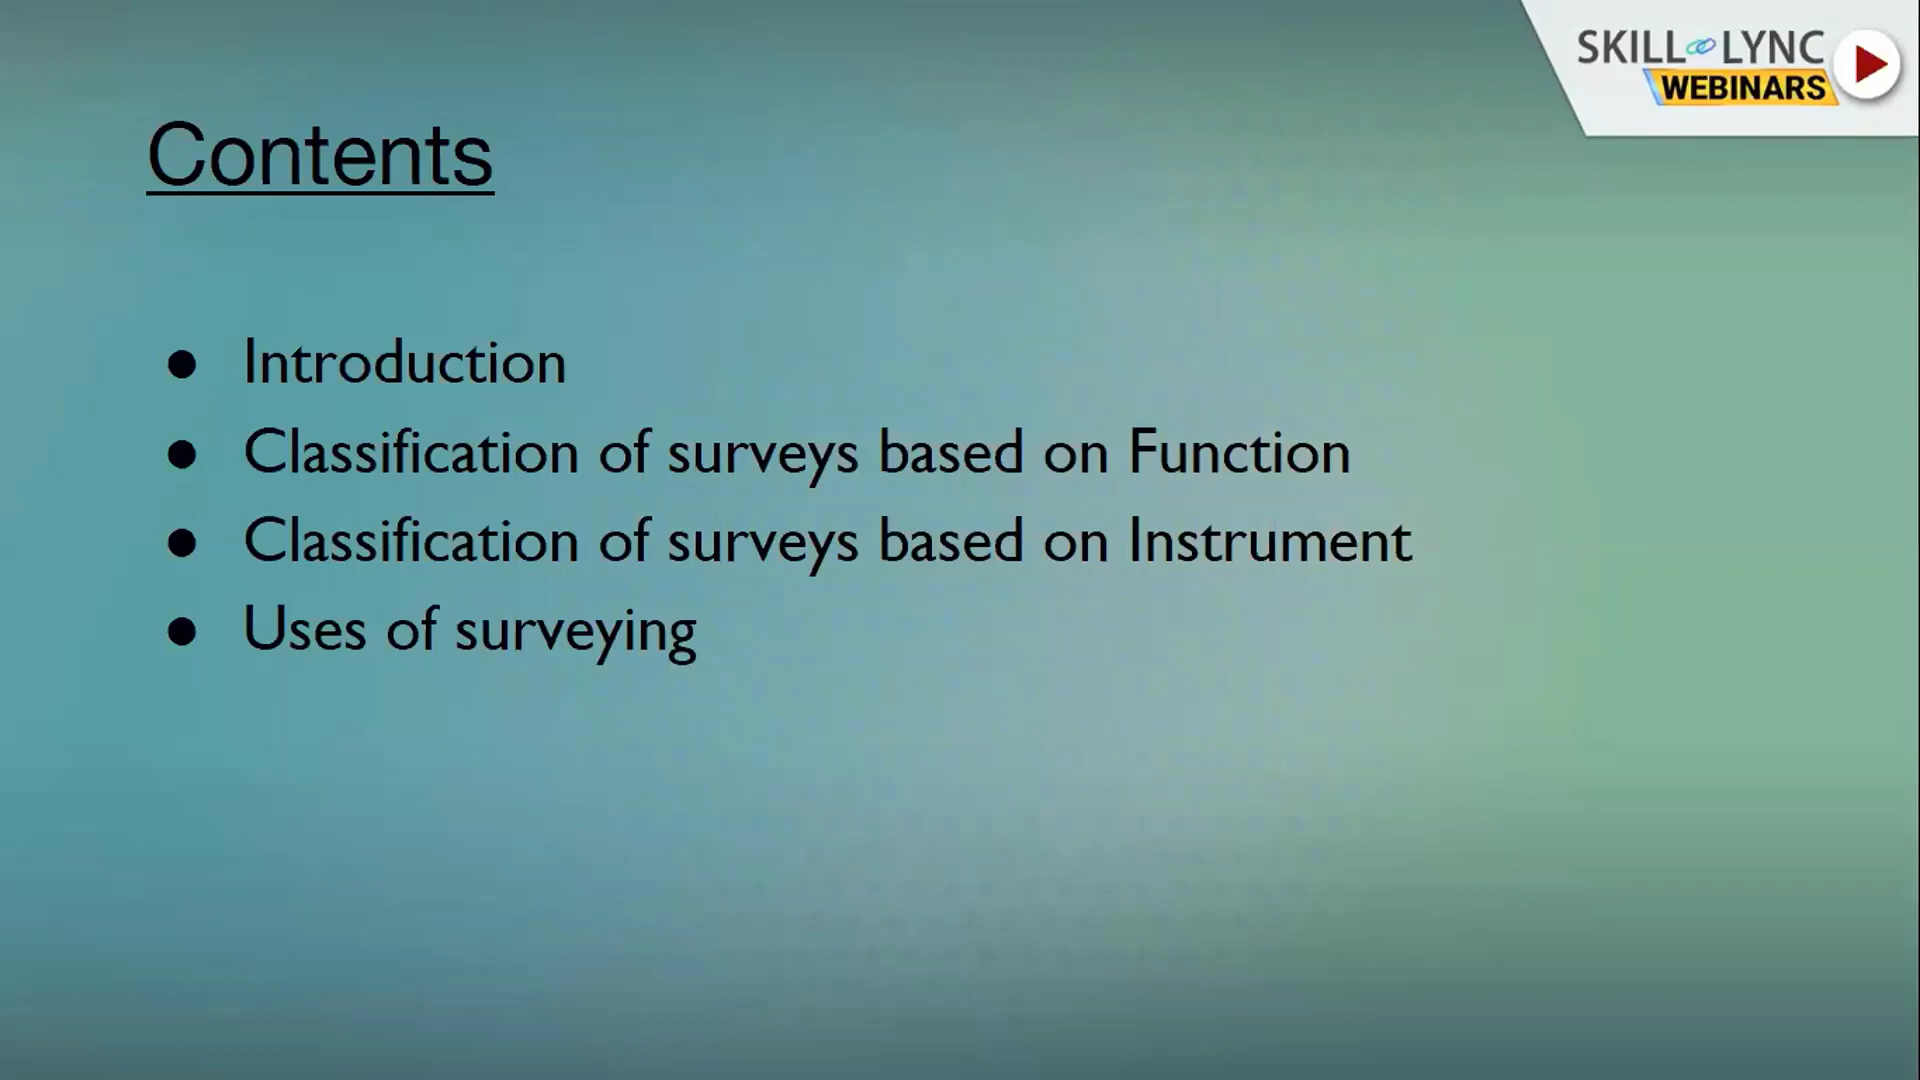 SKILL LYNC
WEBINARS
Contents
● Introduction
● Classification of surveys based on Function
● Classification of surveys based on Instrument
● Uses of surveying